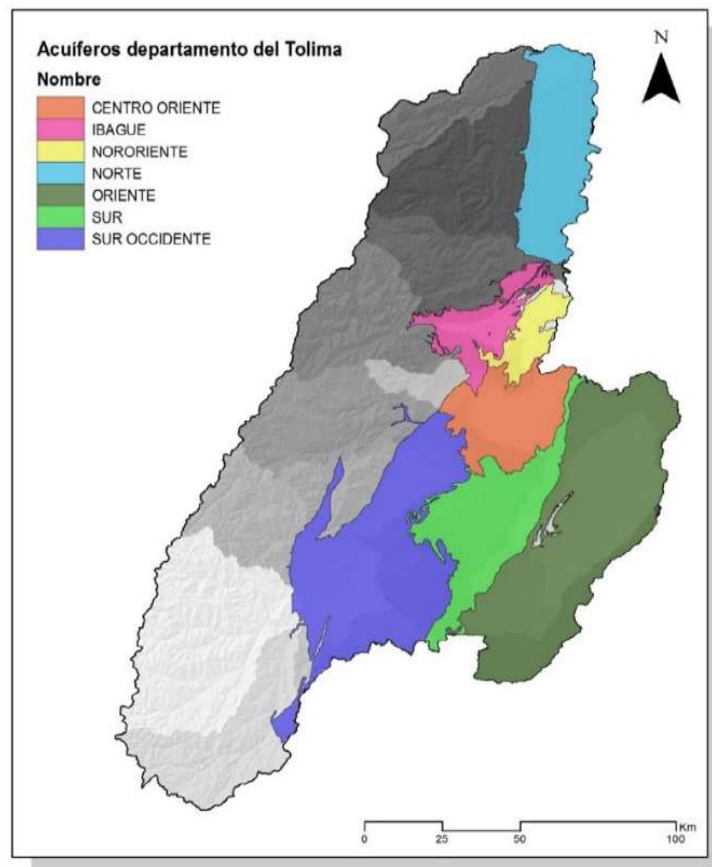 Acuíferos departamento del Tolima
Nombre
CENTRO ORIENTE
IBAGUE
NORORIENTE
NORTE
ORIENTE
SUR
SUR OCCIDENTE
N
Km
0 25 50 100